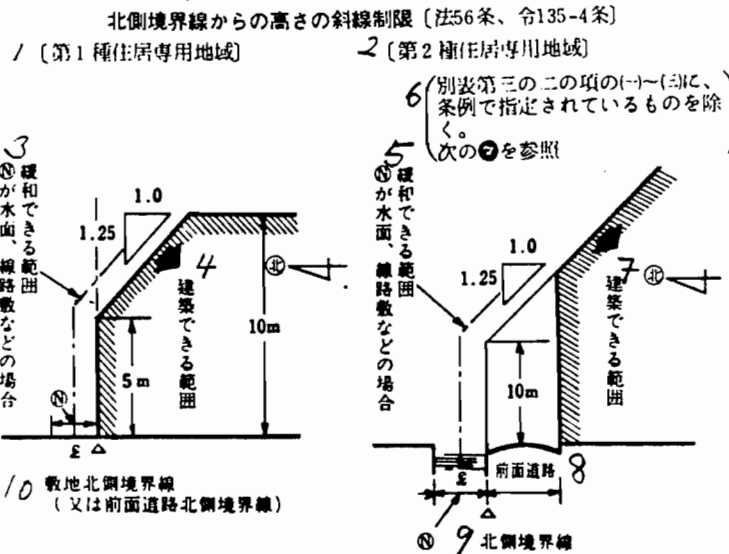 北側境界線からの高さの斜線制限〔法56条、令135-4条〕
1〔第1種住居専用地域〕
2〔第2種住居専用地域〕
6(別表第三の二の項の(一)~(三)に、
条例で指定されているものを除
く。
次の❼を参照
3
緩和できる範囲
Ⓝが水面、線路敷などの場合
1.0
1.25
4
建築できる範囲
㊗北
10m
5m
Ⓝ
℄
10 敷地北側境界線
(又は前面道路北側境界線)
5
緩和できる範囲
Ⓝが水面、線路敷などの場合
1.0
1.25
7
建築できる範囲
北
10m
前面道路
8
℄
Ⓝ
9 北側境界線